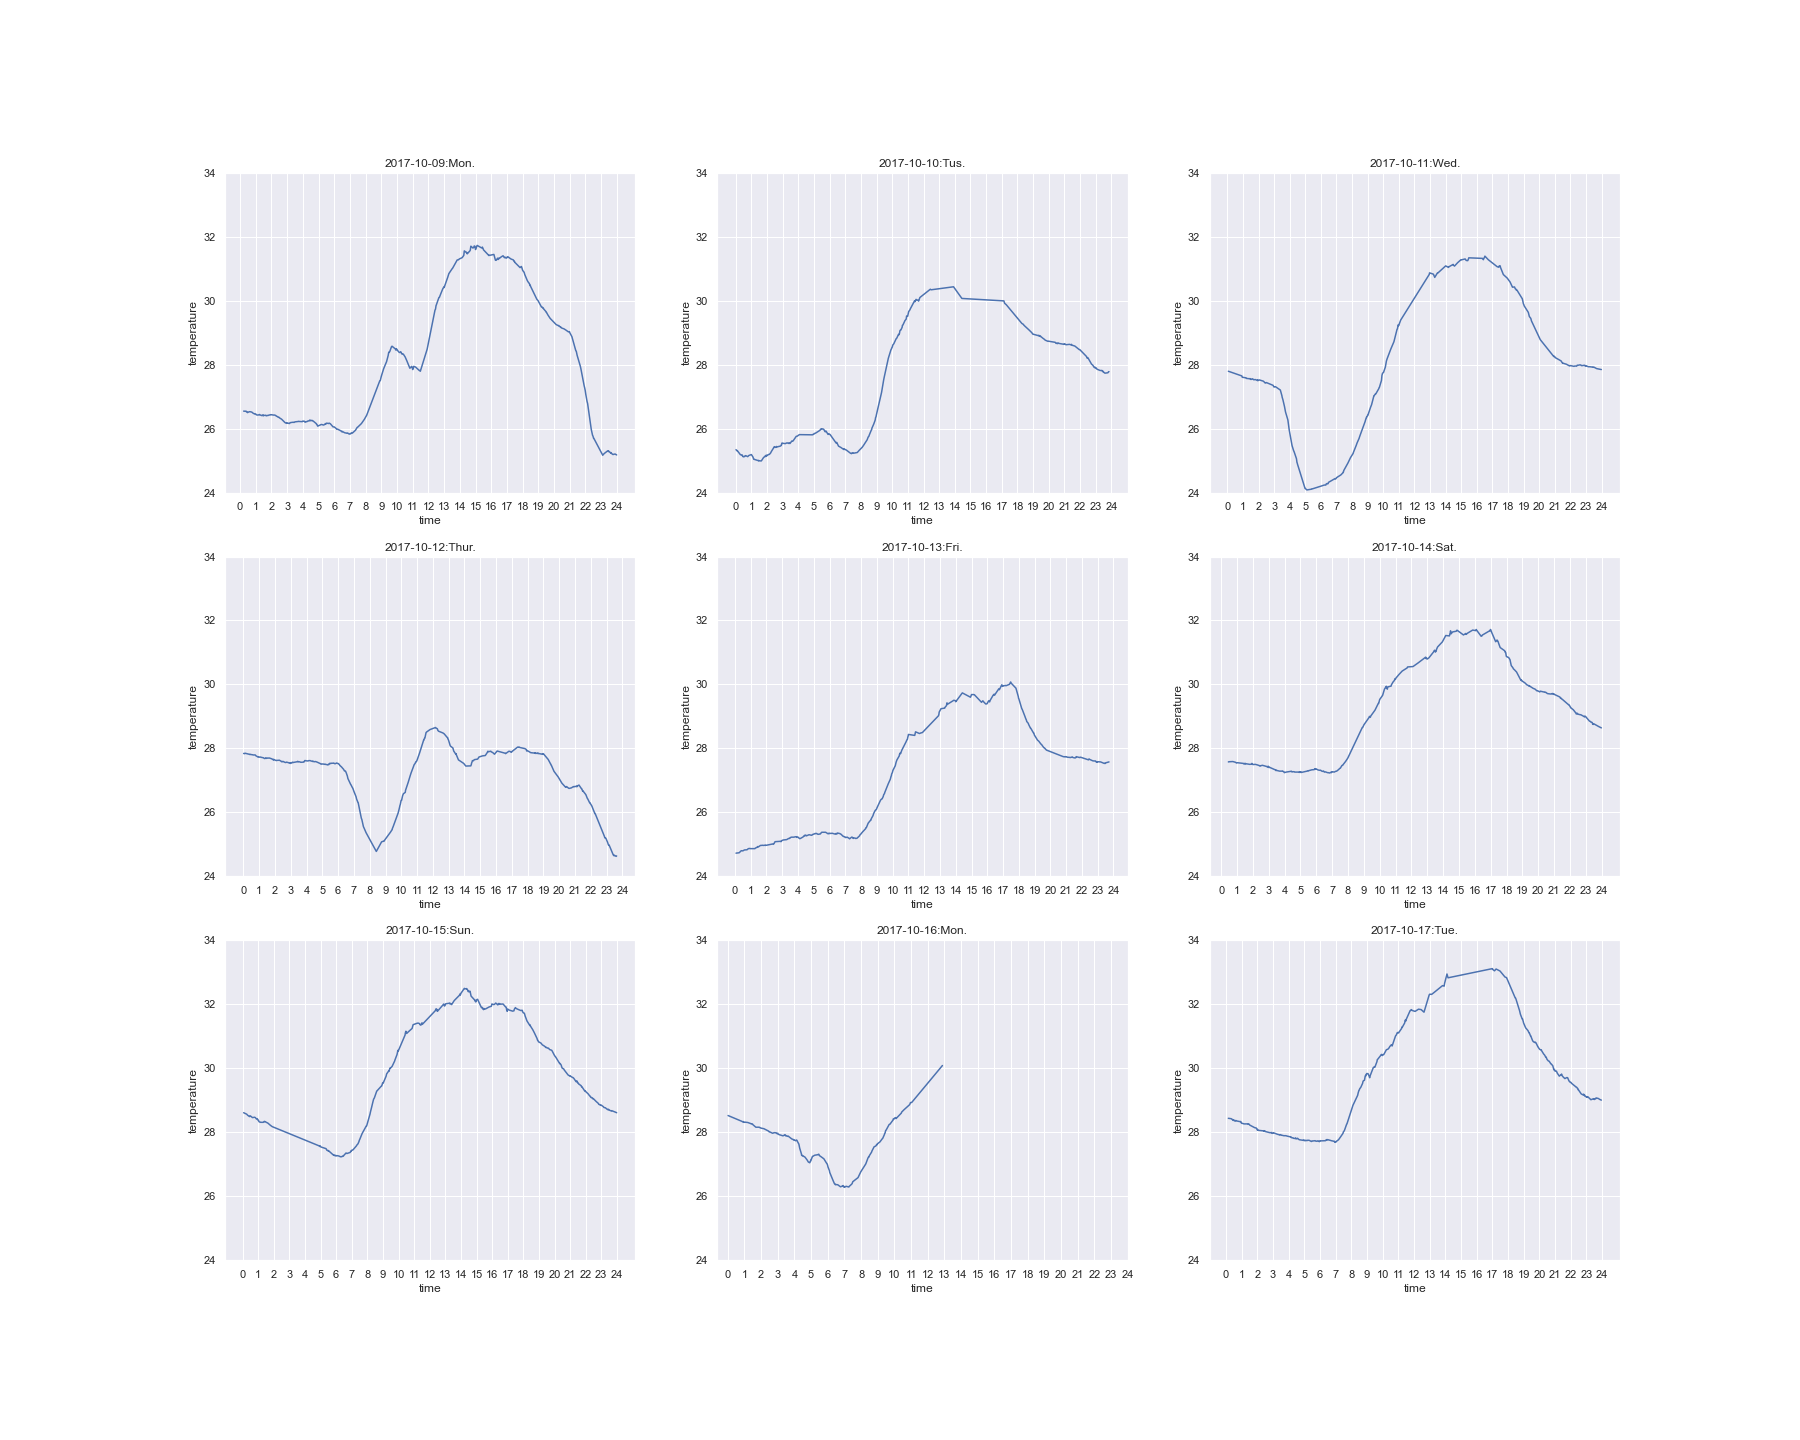 2017-10-09:Mon.
34
32
30
28
26
24
temperature
0 1 2 3 4 5 6 7 8 9 10 11 12 13 14 15 16 17 18 19 20 21 22 23 24
time
2017-10-10:Tus.
34
32
30
28
26
24
temperature
0 1 2 3 4 5 6 7 8 9 10 11 12 13 14 15 16 17 18 19 20 21 22 23 24
time
2017-10-11:Wed.
34
32
30
28
26
24
temperature
0 1 2 3 4 5 6 7 8 9 10 11 12 13 14 15 16 17 18 19 20 21 22 23 24
time
2017-10-12:Thur.
34
32
30
28
26
24
temperature
0 1 2 3 4 5 6 7 8 9 10 11 12 13 14 15 16 17 18 19 20 21 22 23 24
time
2017-10-13:Fri.
34
32
30
28
26
24
temperature
0 1 2 3 4 5 6 7 8 9 10 11 12 13 14 15 16 17 18 19 20 21 22 23 24
time
2017-10-14:Sat.
34
32
30
28
26
24
temperature
0 1 2 3 4 5 6 7 8 9 10 11 12 13 14 15 16 17 18 19 20 21 22 23 24
time
2017-10-15:Sun.
34
32
30
28
26
24
temperature
0 1 2 3 4 5 6 7 8 9 10 11 12 13 14 15 16 17 18 19 20 21 22 23 24
time
2017-10-16:Mon.
34
32
30
28
26
24
temperature
0 1 2 3 4 5 6 7 8 9 10 11 12 13 14 15 16 17 18 19 20 21 22 23 24
time
2017-10-17:Tue.
34
32
30
28
26
24
temperature
0 1 2 3 4 5 6 7 8 9 10 11 12 13 14 15 16 17 18 19 20 21 22 23 24
time